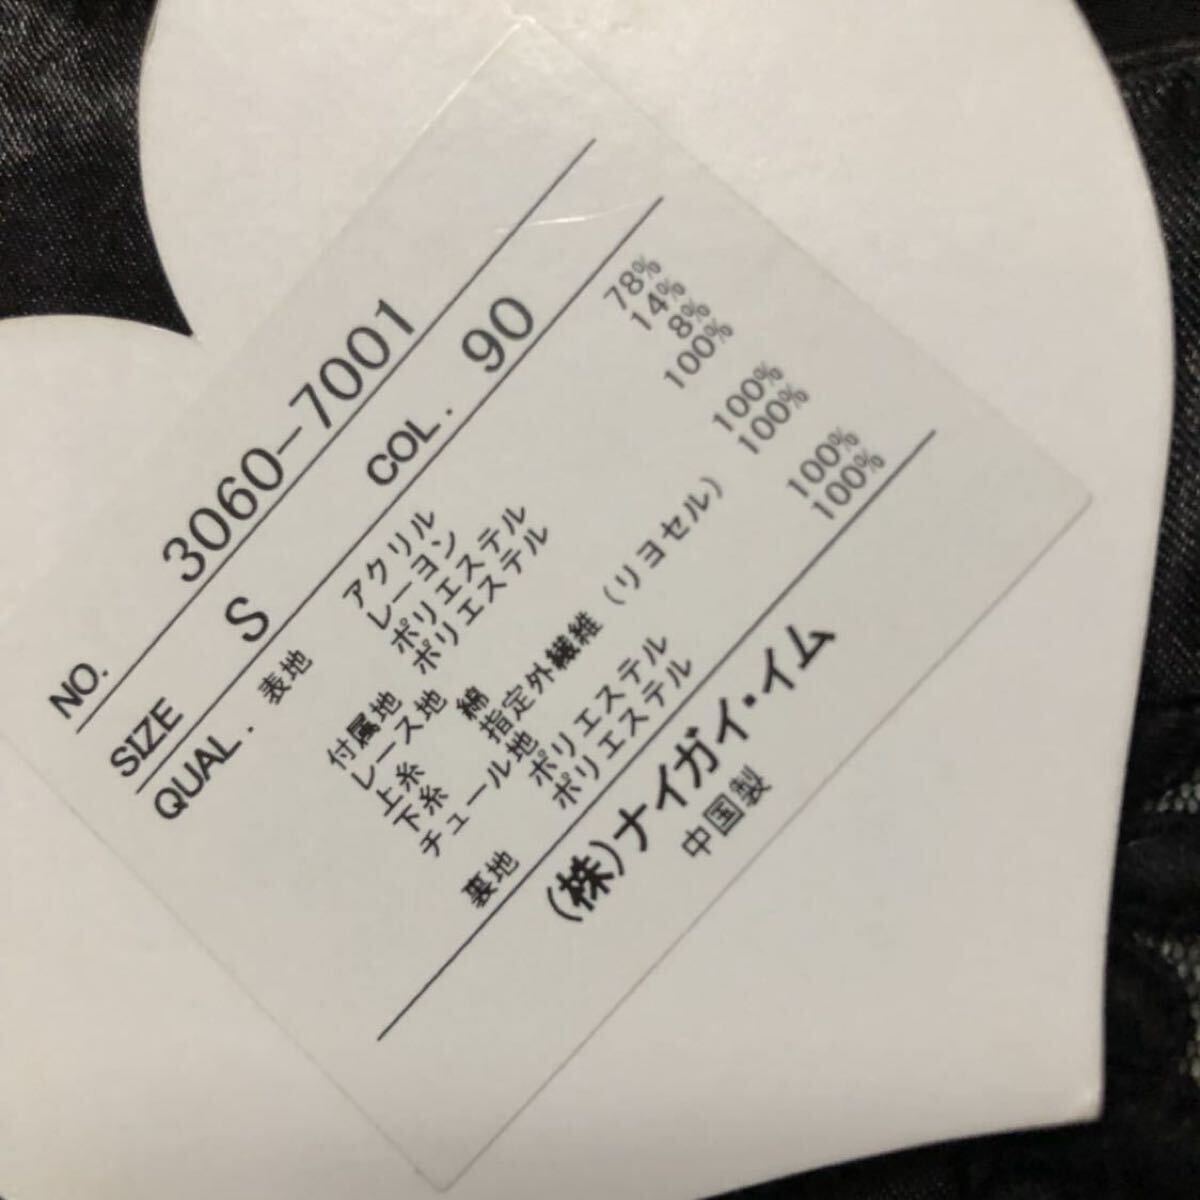 NO. 3060-7001
SIZE S COL. 90
QUAL. 表地 アクリル 78%
レーヨン 14%
ポリエステル 8%
付属地 ポリエステル 100%
レース地
上糸 綿 100%
下糸 指定外繊維(リヨセル) 100%
チュール地 ポリエステル 100%
裏地 ポリエステル 100%
(株)ナイガイ・イム
中国製